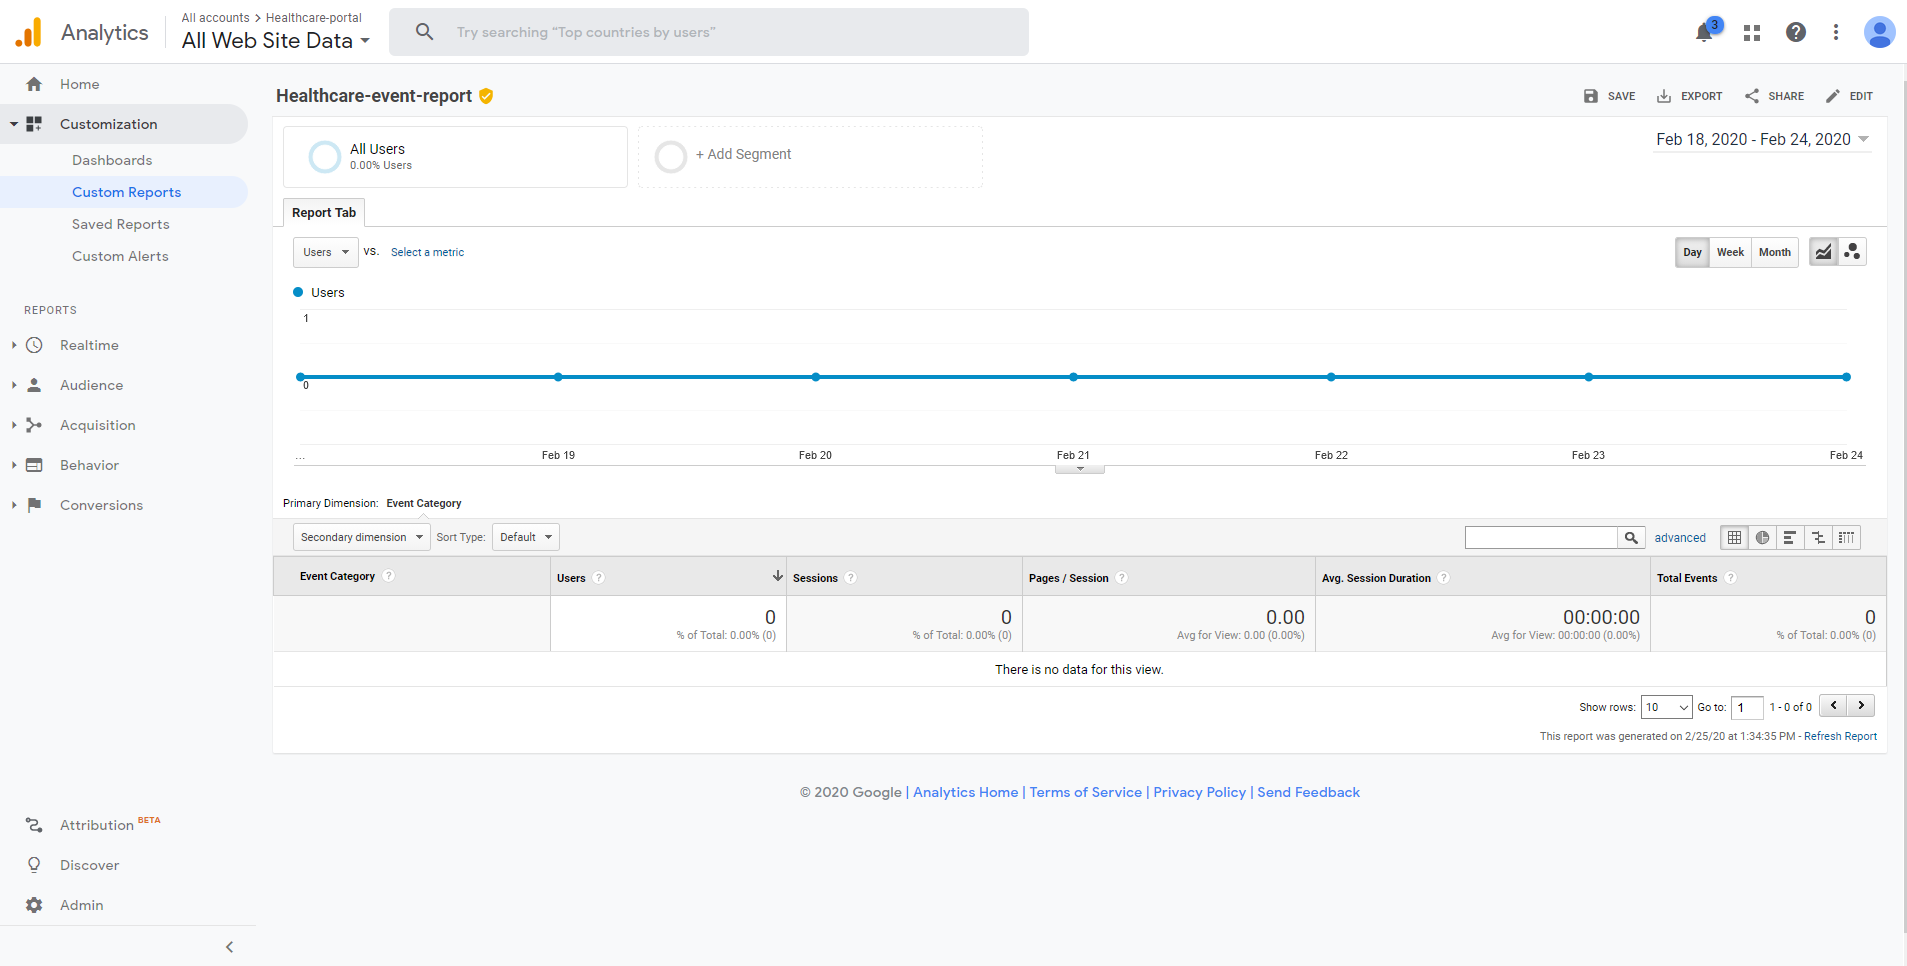 Analytics
All accounts > Healthcare-portal
All Web Site Data
Try searching “Top countries by users”
3
Home
Customization
Dashboards
Custom Reports
Saved Reports
Custom Alerts
REPORTS
Realtime
Audience
Acquisition
Behavior
Conversions
Attribution BETA
Discover
Admin
Healthcare-event-report
SAVE EXPORT SHARE EDIT
All Users
0.00% Users
+ Add Segment
Feb 18, 2020 - Feb 24, 2020
Report Tab
Users VS. Select a metric
Day Week Month
Users
1
0
... Feb 19 Feb 20 Feb 21 Feb 22 Feb 23 Feb 24
Primary Dimension: Event Category
Secondary dimension Sort Type: Default
advanced
Event Category ? Users ? Sessions ? Pages / Session ? Avg. Session Duration ? Total Events ?
0 0 0.00 00:00:00 0
% of Total: 0.00% (0) % of Total: 0.00% (0) Avg for View: 0.00 (0.00%) Avg for View: 00:00:00 (0.00%) % of Total: 0.00% (0)
There is no data for this view.
Show rows: 10 Go to: 1 1 - 0 of 0
This report was generated on 2/25/20 at 1:34:35 PM - Refresh Report
© 2020 Google | Analytics Home | Terms of Service | Privacy Policy | Send Feedback